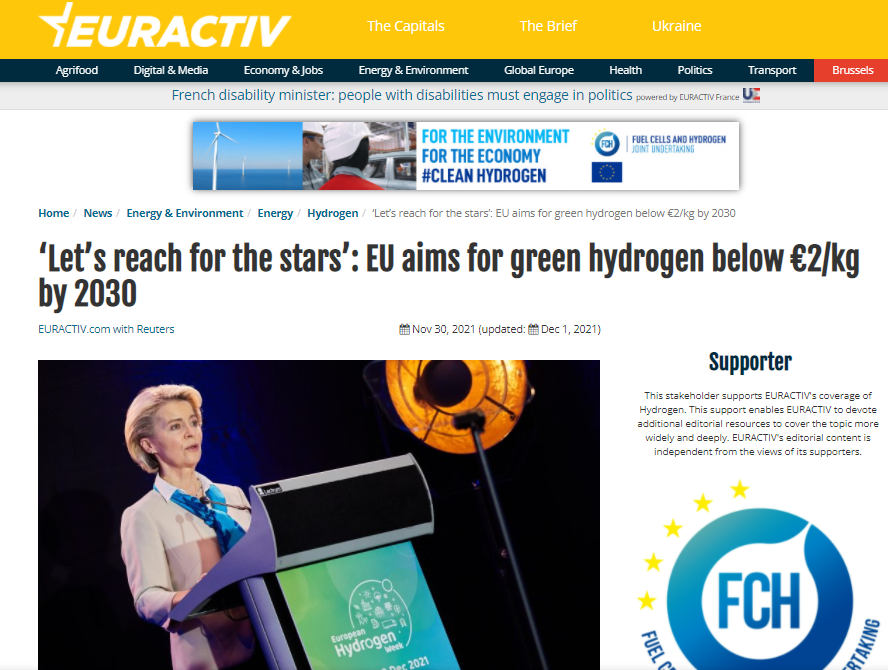 EURACTIV
The Capitals The Brief Ukraine
Agrifood Digital & Media Economy & Jobs Energy & Environment Global Europe Health Politics Transport Brussels
French disability minister: people with disabilities must engage in politics powered by EURACTIV France
FOR THE ENVIRONMENT
FOR THE ECONOMY
#CLEAN HYDROGEN
FCH
FUEL CELLS AND HYDROGEN
JOINT UNDERTAKING
Home / News / Energy & Environment / Energy / Hydrogen / ‘Let’s reach for the stars’: EU aims for green hydrogen below €2/kg by 2030
‘Let’s reach for the stars’: EU aims for green hydrogen below €2/kg
by 2030
EURACTIV.com with Reuters
Nov 30, 2021 (updated: Dec 1, 2021)
Supporter
This stakeholder supports EURACTIV's coverage of
Hydrogen. This support enables EURACTIV to devote
additional editorial resources to cover the topic more
widely and deeply. EURACTIV's editorial content is
independent from the views of its supporters.
European
Hydrogen
Week
Dec 2021
FCH
FUEL
TAKING